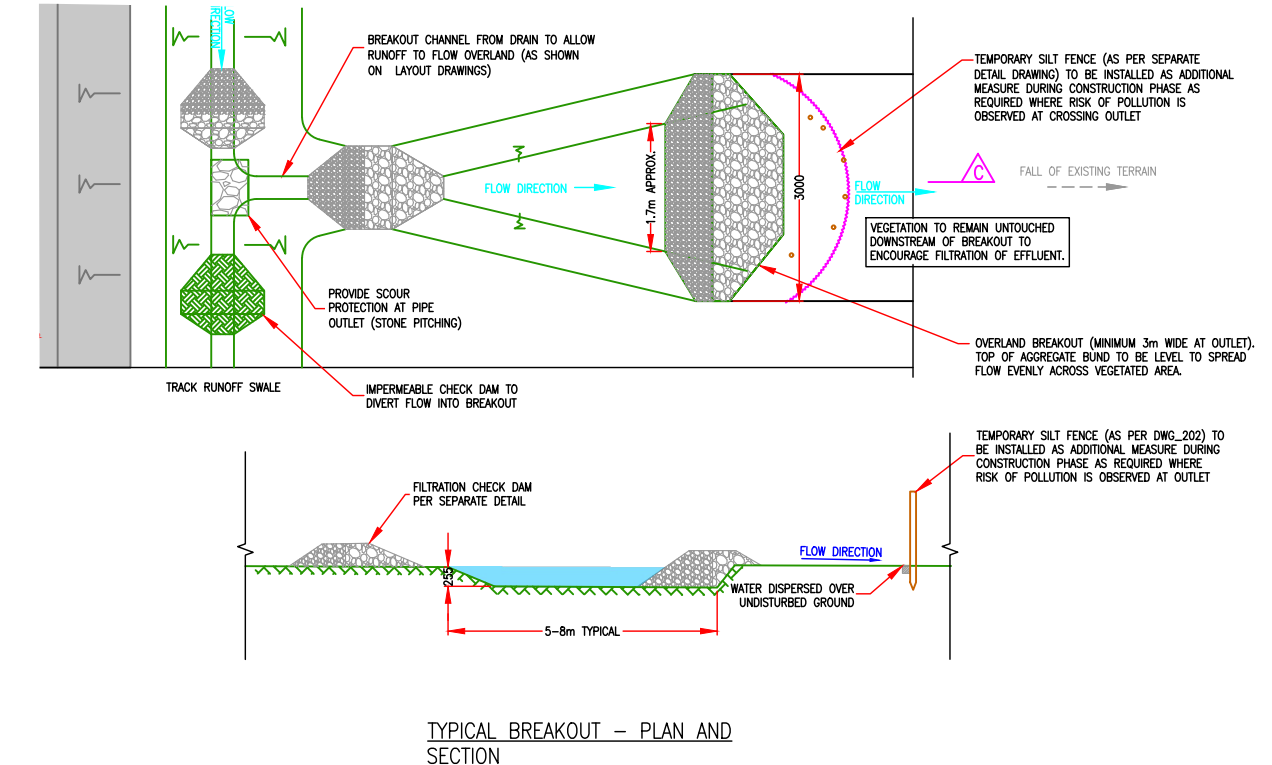 FLOW
DIRECTION
BREAKOUT CHANNEL FROM DRAIN TO ALLOW
RUNOFF TO FLOW OVERLAND (AS SHOWN
ON LAYOUT DRAWINGS)
TEMPORARY SILT FENCE (AS PER SEPARATE
DETAIL DRAWING) TO BE INSTALLED AS ADDITIONAL
MEASURE DURING CONSTRUCTION PHASE AS
REQUIRED WHERE RISK OF POLLUTION IS
OBSERVED AT CROSSING OUTLET
C
FALL OF EXISTING TERRAIN
FLOW DIRECTION
1.7m APPROX.
3000
FLOW
DIRECTION
VEGETATION TO REMAIN UNTOUCHED
DOWNSTREAM OF BREAKOUT TO
ENCOURAGE FILTRATION OF EFFLUENT.
PROVIDE SCOUR
PROTECTION AT PIPE
OUTLET (STONE PITCHING)
OVERLAND BREAKOUT (MINIMUM 3m WIDE AT OUTLET).
TOP OF AGGREGATE BUND TO BE LEVEL TO SPREAD
FLOW EVENLY ACROSS VEGETATED AREA.
TRACK RUNOFF SWALE
IMPERMEABLE CHECK DAM TO
DIVERT FLOW INTO BREAKOUT
TEMPORARY SILT FENCE (AS PER DWG_202) TO
BE INSTALLED AS ADDITIONAL MEASURE DURING
CONSTRUCTION PHASE AS REQUIRED WHERE
RISK OF POLLUTION IS OBSERVED AT OUTLET
FILTRATION CHECK DAM
PER SEPARATE DETAIL
FLOW DIRECTION
255
WATER DISPERSED OVER
UNDISTURBED GROUND
5-8m TYPICAL
TYPICAL BREAKOUT - PLAN AND
SECTION